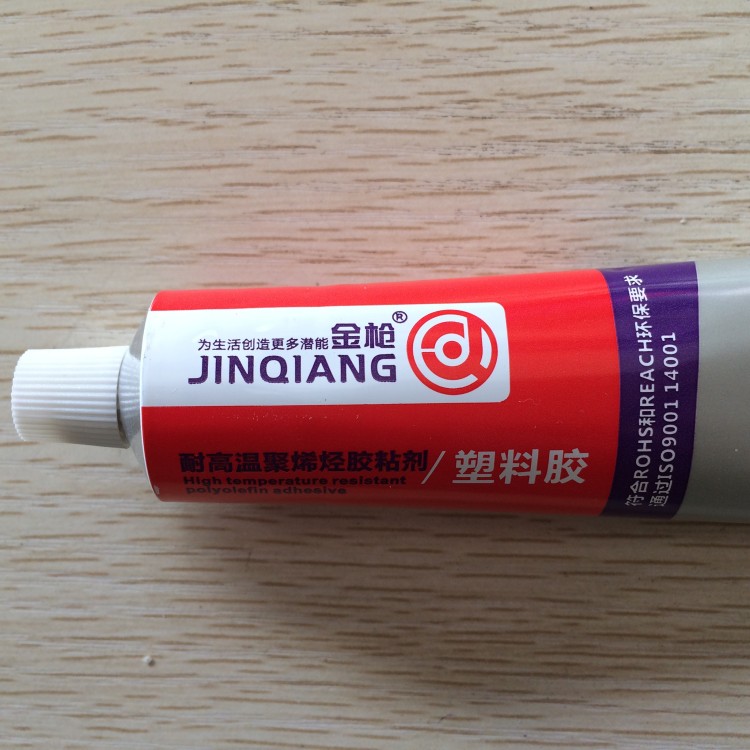 为生活创造更多潜能 金枪®
JINQIANG
耐高温聚烯烃胶粘剂/塑料胶
High temperature resistant
polyolefin adhesive
符合ROHS和REACH环保要求
通过ISO9001 14001